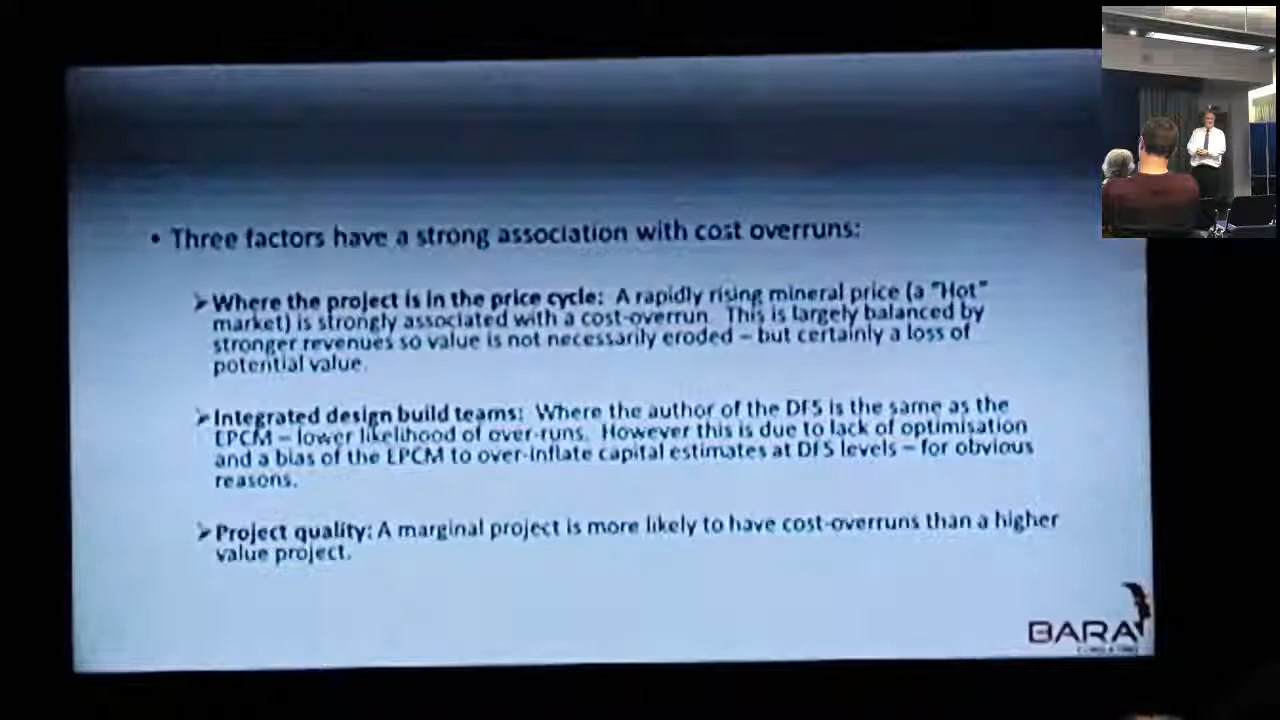 • Three factors have a strong association with cost overruns:
➢ Where the project is in the price cycle: A rapidly rising mineral price (a "Hot"
market) is strongly associated with a cost-overrun. This is largely balanced by
stronger revenues so value is not necessarily eroded – but certainly a loss of
potential value.
➢ Integrated design build teams: Where the author of the DFS is the same as the
EPCM – lower likelihood of over-runs. However this is due to lack of optimisation
and a bias of the EPCM to over-inflate capital estimates at DFS levels – for obvious
reasons.
➢ Project quality: A marginal project is more likely to have cost-overruns than a higher
value project.
BARA
CONSULTING